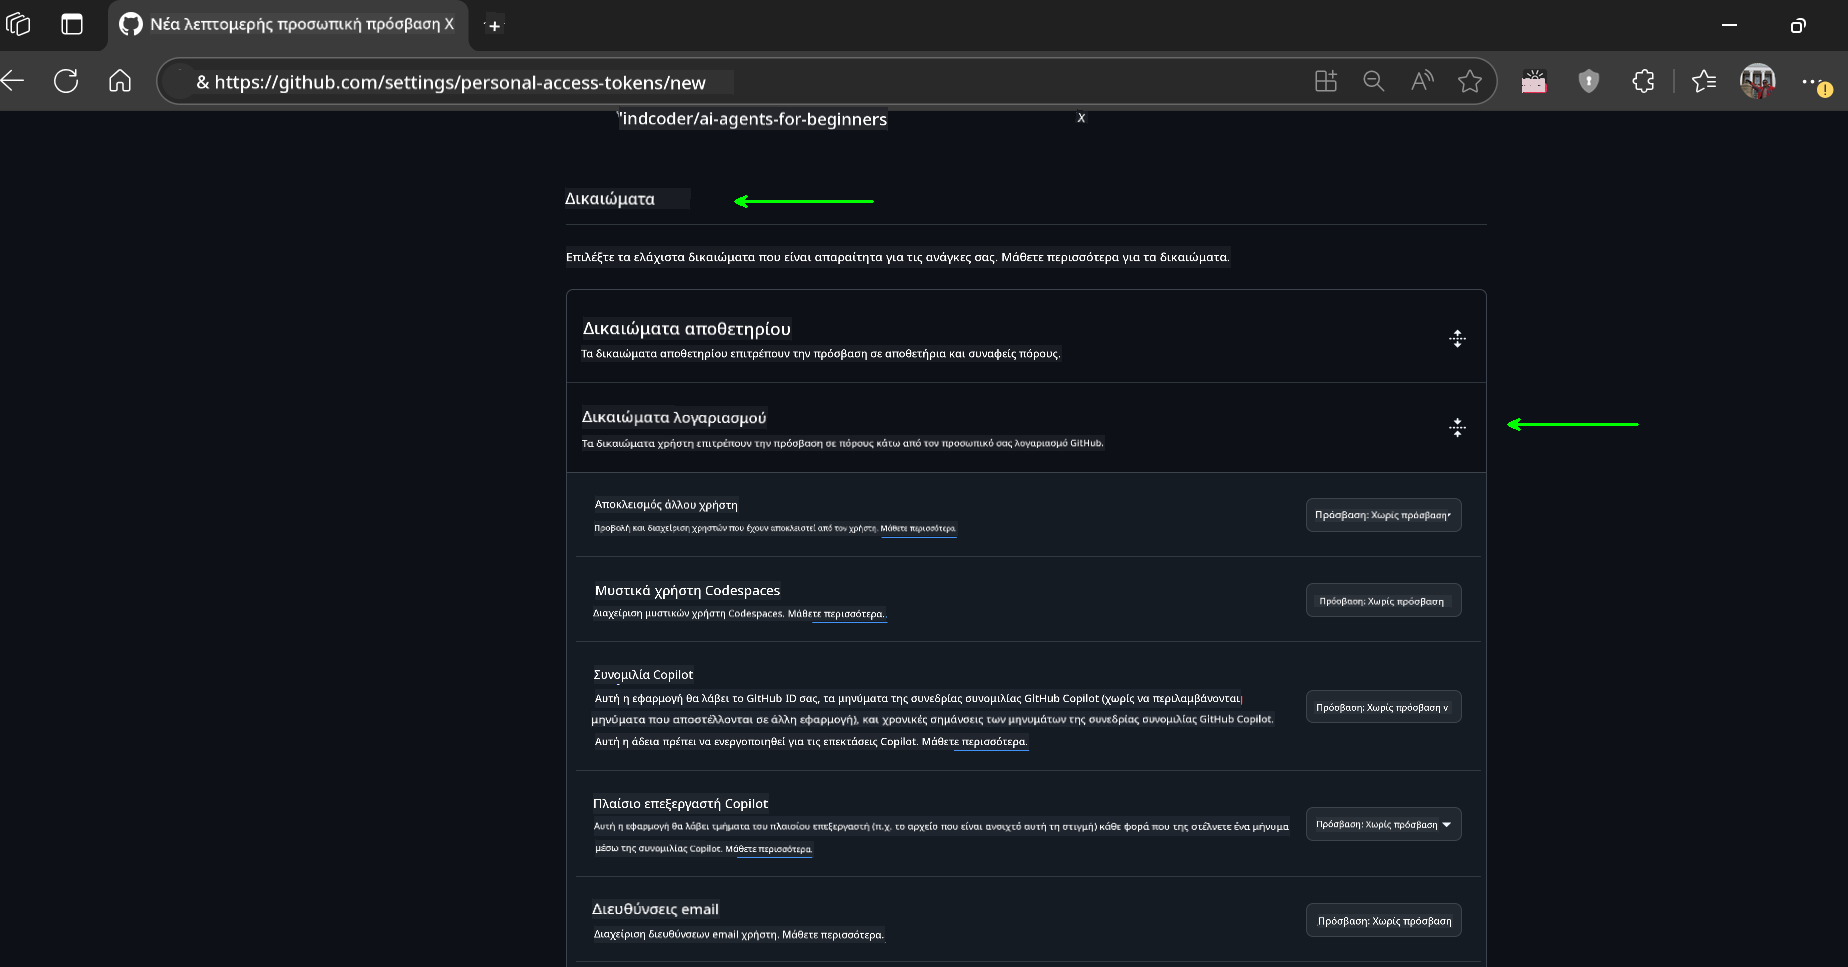 Νέα λεπτομερής προσωπική πρόσβαση X
+
& https://github.com/settings/personal-access-tokens/new
'indcoder/ai-agents-for-beginners
X
Δικαιώματα
Επιλέξτε τα ελάχιστα δικαιώματα που είναι απαραίτητα για τις ανάγκες σας. Μάθετε περισσότερα για τα δικαιώματα.
Δικαιώματα αποθετηρίου
Τα δικαιώματα αποθετηρίου επιτρέπουν την πρόσβαση σε αποθετήρια και συναφείς πόρους.
Δικαιώματα λογαριασμού
Τα δικαιώματα χρήστη επιτρέπουν την πρόσβαση σε πόρους κάτω από τον προσωπικό σας λογαριασμό GitHub.
Αποκλεισμός άλλου χρήστη
Πρόσβαση: Χωρίς πρόσβαση
Προβολή και διαχείριση χρηστών που έχουν αποκλειστεί από τον χρήστη. Μάθετε περισσότερα.
Μυστικά χρήστη Codespaces
Πρόσβαση: Χωρίς πρόσβαση
Διαχείριση μυστικών χρήστη Codespaces. Μάθετε περισσότερα..
Συνομιλία Copilot
Αυτή η εφαρμογή θα λάβει το GitHub ID σας, τα μηνύματα της συνεδρίας συνομιλίας GitHub Copilot (χωρίς να περιλαμβάνονται
Πρόσβαση: Χωρίς πρόσβαση v
μηνύματα που αποστέλλονται σε άλλη εφαρμογή), και χρονικές σημάνσεις των μηνυμάτων της συνεδρίας συνομιλίας GitHub Copilot.
Αυτή η άδεια πρέπει να ενεργοποιηθεί για τις επεκτάσεις Copilot. Μάθετε περισσότερα.
Πλαίσιο επεξεργαστή Copilot
Αυτή η εφαρμογή θα λάβει τμήματα του πλαισίου επεξεργαστή (π.χ. το αρχείο που είναι ανοιχτό αυτή τη στιγμή) κάθε φορά που της στέλνετε ένα μήνυμα
Πρόσβαση: Χωρίς πρόσβαση
μέσω της συνομιλίας Copilot. Μάθετε περισσότερα.
Διευθύνσεις email
Πρόσβαση: Χωρίς πρόσβαση
Διαχείριση διευθύνσεων email χρήστη. Μάθετε περισσότερα.